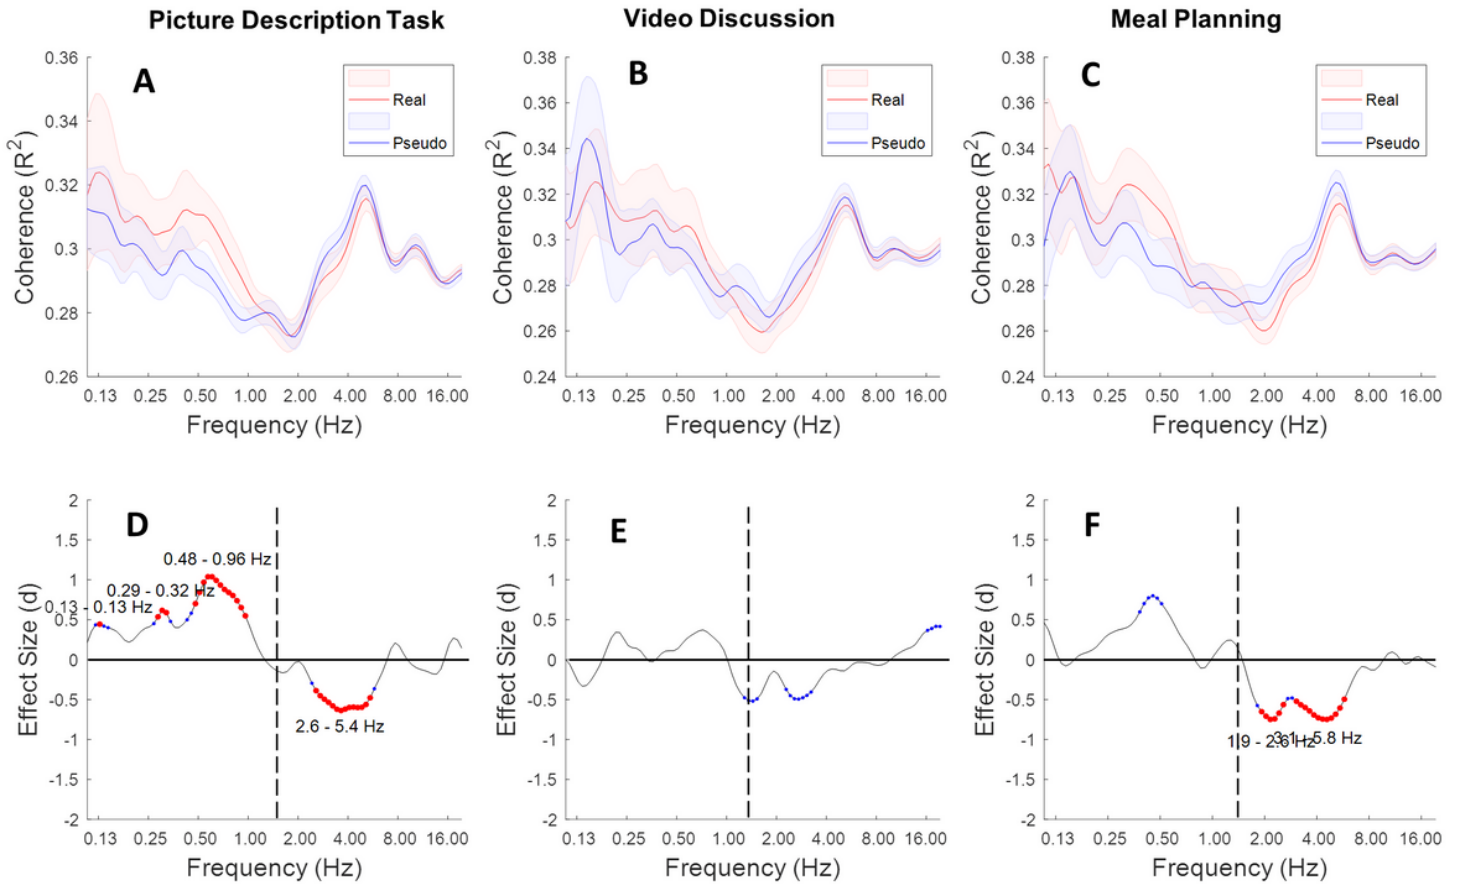 Picture Description Task
Video Discussion
Meal Planning
A
Real
Pseudo
0.36
0.34
0.32
0.3
0.28
0.26
Coherence (R²)
0.13 0.25 0.50 1.00 2.00 4.00 8.00 16.00
Frequency (Hz)
B
Real
Pseudo
0.38
0.36
0.34
0.32
0.3
0.28
0.26
0.24
Coherence (R²)
0.13 0.25 0.50 1.00 2.00 4.00 8.00 16.00
Frequency (Hz)
C
Real
Pseudo
0.38
0.36
0.34
0.32
0.3
0.28
0.26
0.24
Coherence (R²)
0.13 0.25 0.50 1.00 2.00 4.00 8.00 16.00
Frequency (Hz)
D
2
1.5
1
0.5
0
-0.5
-1
-1.5
-2
Effect Size (d)
0.48 - 0.96 Hz
0.29 - 0.32 Hz
0.13 - 0.13 Hz
2.6 - 5.4 Hz
0.13 0.25 0.50 1.00 2.00 4.00 8.00 16.00
Frequency (Hz)
E
2
1.5
1
0.5
0
-0.5
-1
-1.5
-2
Effect Size (d)
0.13 0.25 0.50 1.00 2.00 4.00 8.00 16.00
Frequency (Hz)
F
2
1.5
1
0.5
0
-0.5
-1
-1.5
-2
Effect Size (d)
1.9 - 2.6 Hz
3.1 - 5.8 Hz
0.13 0.25 0.50 1.00 2.00 4.00 8.00 16.00
Frequency (Hz)